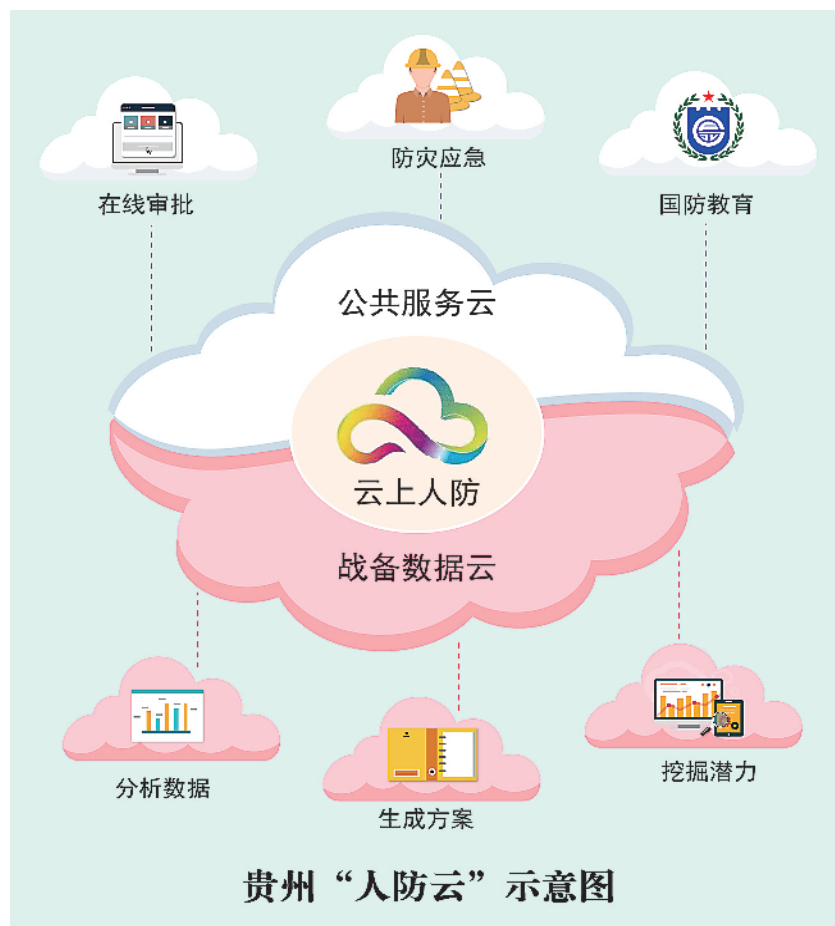 防灾应急
在线审批
国防教育
公共服务云
云上人防
战备数据云
分析数据
生成方案
挖掘潜力
贵州“人防云”示意图